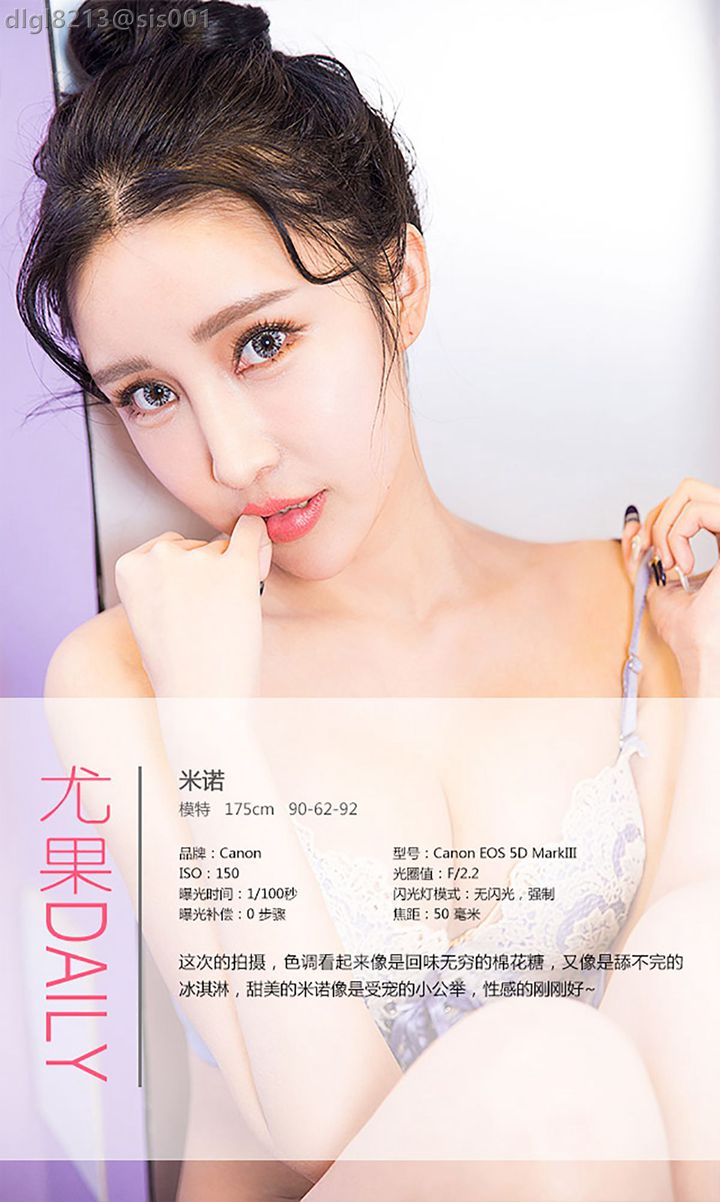 dlgl8213@sis001
尤果DAILY
米诺
模特 175cm 90-62-92
品牌：Canon 型号：Canon EOS 5D MarkIII
ISO：150 光圈值：F/2.2
曝光时间：1/100秒 闪光灯模式：无闪光，强制
曝光补偿：0 步骤 焦距：50 毫米
这次的拍摄，色调看起来像是回味无穷的棉花糖，又像是舔不完的
冰淇淋，甜美的米诺像是受宠的小公举，性感的刚刚好~